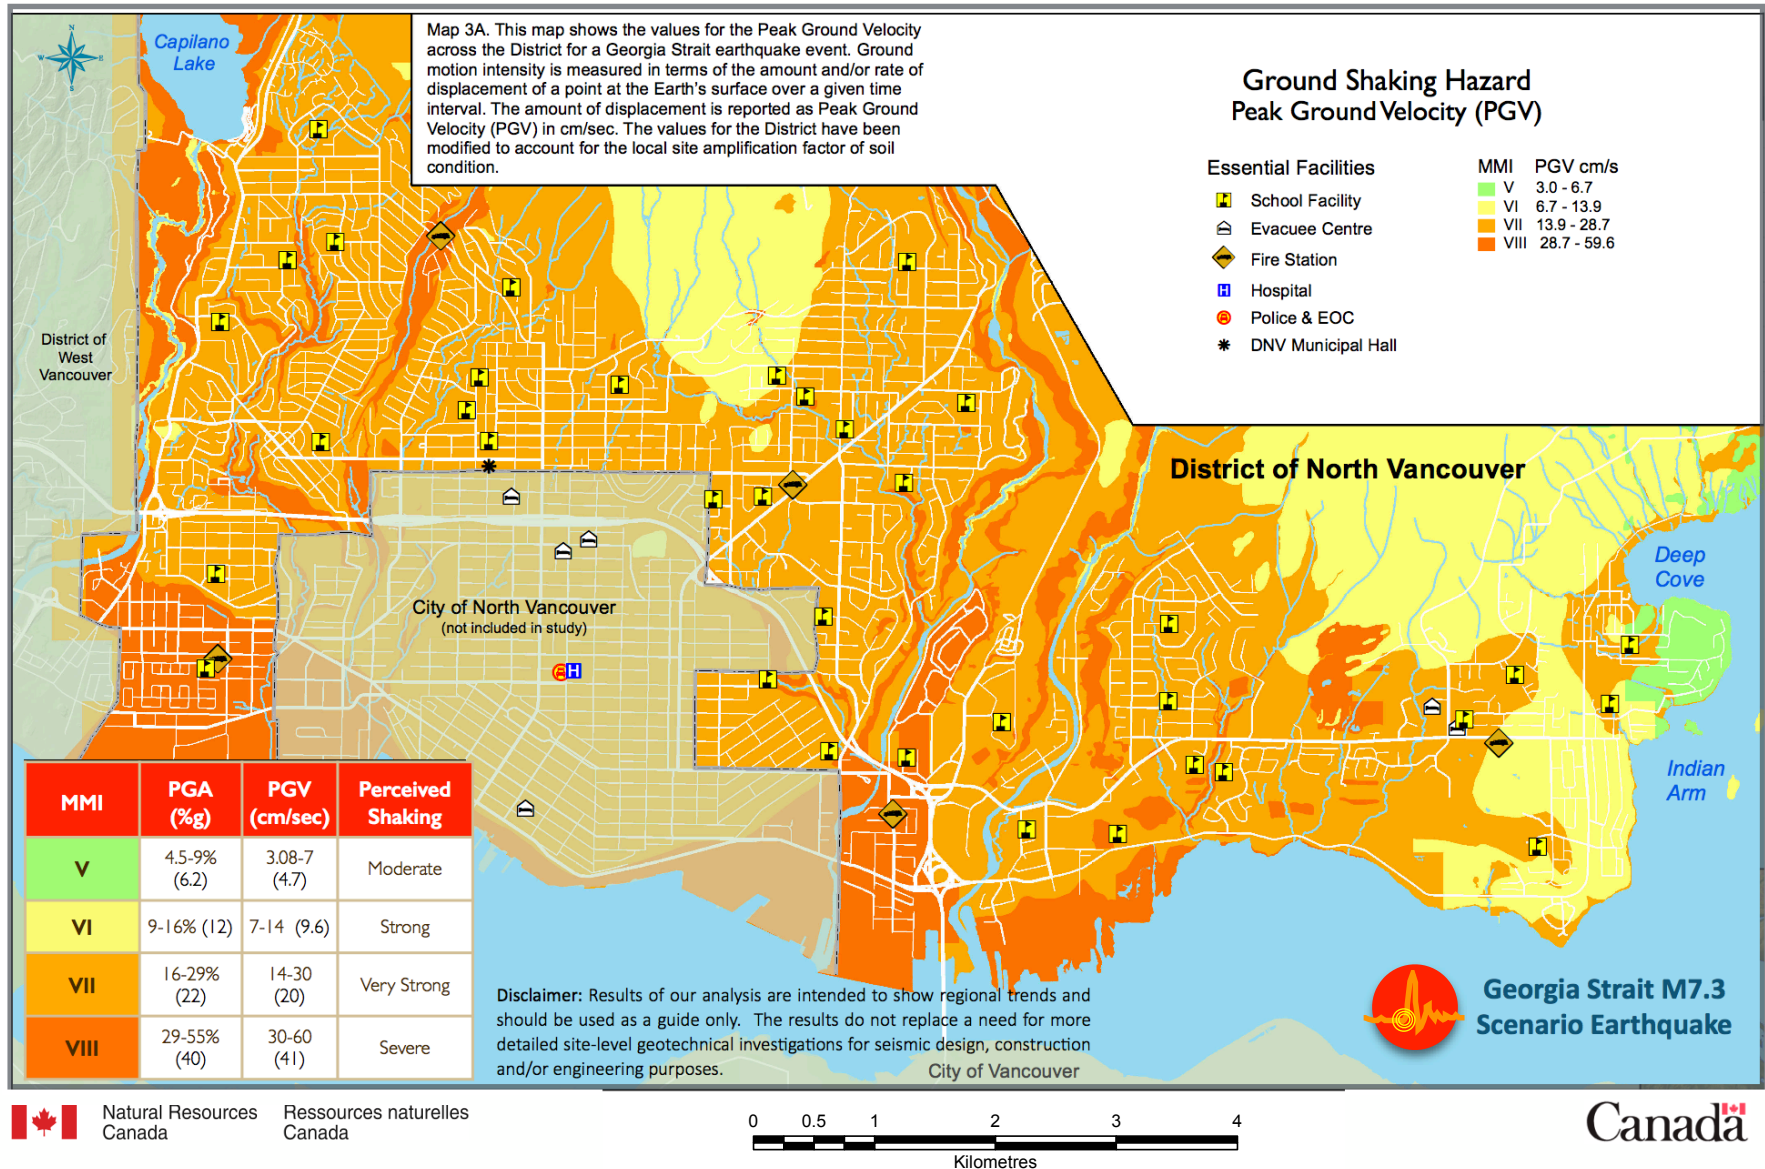 Map 3A. This map shows the values for the Peak Ground Velocity
across the District for a Georgia Strait earthquake event. Ground
motion intensity is measured in terms of the amount and/or rate of
displacement of a point at the Earth's surface over a given time
interval. The amount of displacement is reported as Peak Ground
Velocity (PGV) in cm/sec. The values for the District have been
modified to account for the local site amplification factor of soil
condition.
N
W
E
S
Capilano
Lake
Ground Shaking Hazard
Peak Ground Velocity (PGV)
Essential Facilities
School Facility
Evacuee Centre
Fire Station
H Hospital
Police & EOC
DNV Municipal Hall
MMI PGV cm/s
V 3.0 - 6.7
VI 6.7 - 13.9
VII 13.9 - 28.7
VIII 28.7 - 59.6
District of
West
Vancouver
District of North Vancouver
Deep
Cove
City of North Vancouver
(not included in study)
H
Indian
Arm
MMI PGA (%g) PGV (cm/sec) Perceived Shaking
V 4.5-9% (6.2) 3.08-7 (4.7) Moderate
VI 9-16% (12) 7-14 (9.6) Strong
VII 16-29% (22) 14-30 (20) Very Strong
VIII 29-55% (40) 30-60 (41) Severe
Disclaimer: Results of our analysis are intended to show regional trends and
should be used as a guide only. The results do not replace a need for more
detailed site-level geotechnical investigations for seismic design, construction
and/or engineering purposes.
City of Vancouver
Georgia Strait M7.3
Scenario Earthquake
Natural Resources
Canada
Ressources naturelles
Canada
0 0.5 1 2 3 4
Kilometres
Canada